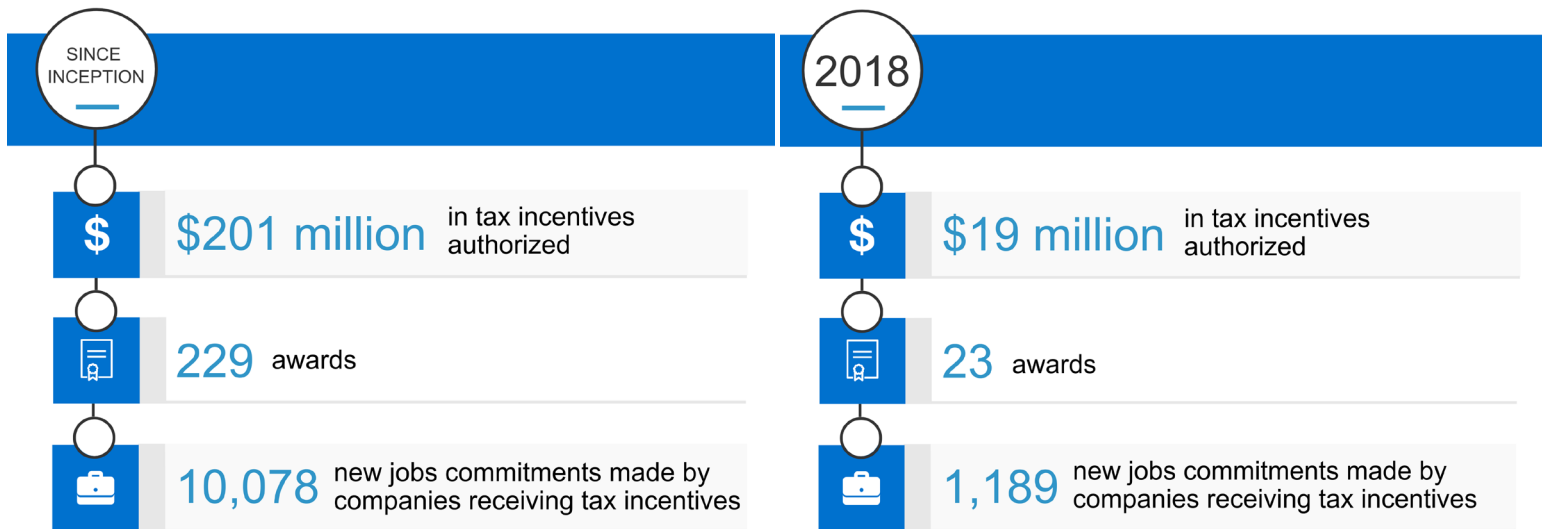 SINCE
INCEPTION
$
$201 million
in tax incentives
authorized
229 awards
10,078
new jobs commitments made by
companies receiving tax incentives
2018
$
$19 million
in tax incentives
authorized
23 awards
1,189
new jobs commitments made by
companies receiving tax incentives